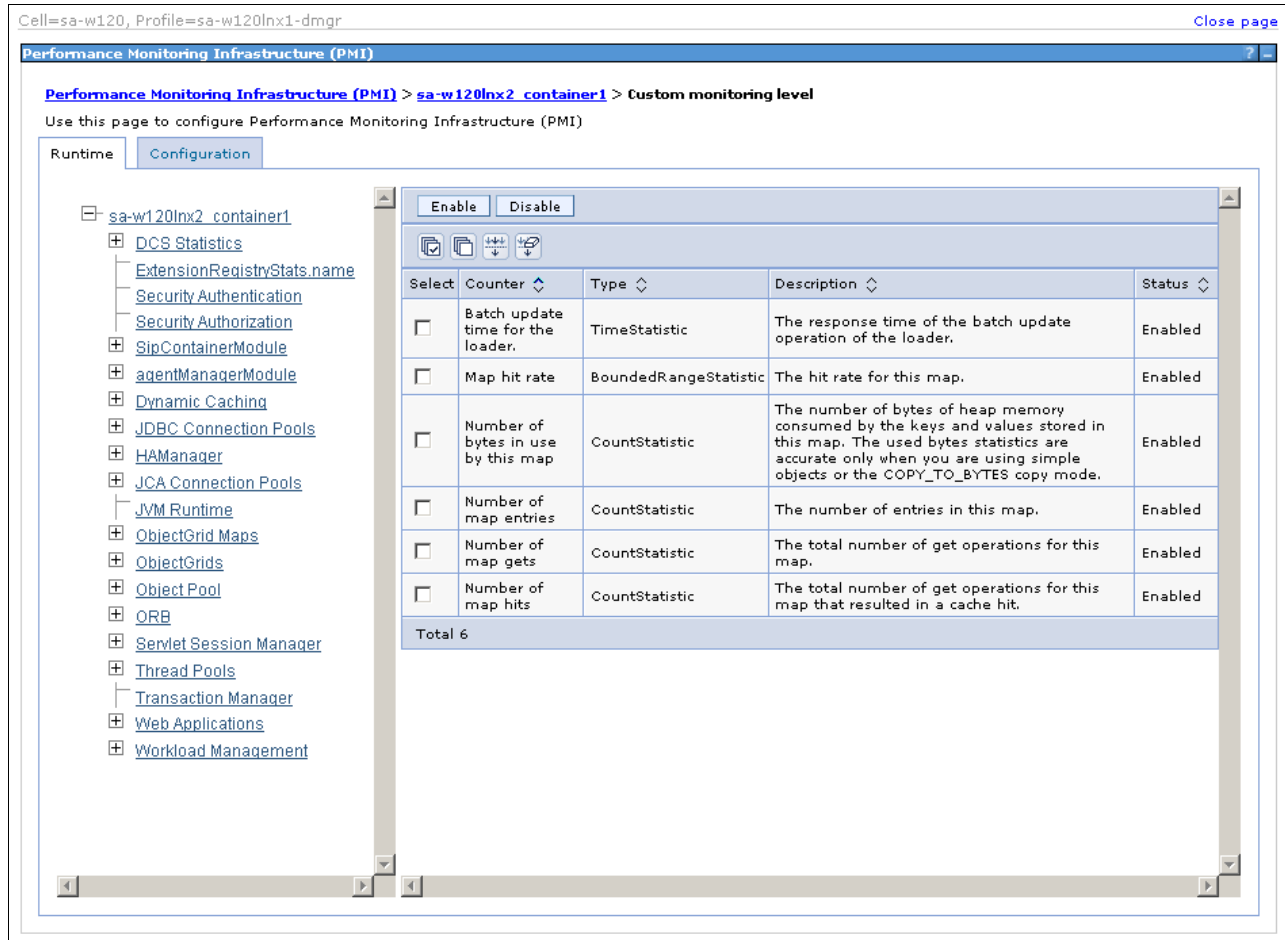 Cell=sa-w120, Profile=sa-w120lnx1-dmgr
Close page
Performance Monitoring Infrastructure (PMI)
? -
Performance Monitoring Infrastructure (PMI) > sa-w120lnx2_container1 > Custom monitoring level
Use this page to configure Performance Monitoring Infrastructure (PMI)
Runtime
Configuration
sa-w120lnx2_container1
DCS Statistics
ExtensionRegistryStats.name
Security Authentication
Security Authorization
SipContainerModule
agentManagerModule
Dynamic Caching
JDBC Connection Pools
HAManager
JCA Connection Pools
JVM Runtime
ObjectGrid Maps
ObjectGrids
Object Pool
ORB
Servlet Session Manager
Thread Pools
Transaction Manager
Web Applications
Workload Management
Enable
Disable
Select
Counter
Type
Description
Status
Batch update
time for the
loader.
TimeStatistic
The response time of the batch update
operation of the loader.
Enabled
Map hit rate
BoundedRangeStatistic
The hit rate for this map.
Enabled
Number of
bytes in use
by this map
CountStatistic
The number of bytes of heap memory
consumed by the keys and values stored in
this map. The used bytes statistics are
accurate only when you are using simple
objects or the COPY_TO_BYTES copy mode.
Enabled
Number of
map entries
CountStatistic
The number of entries in this map.
Enabled
Number of
map gets
CountStatistic
The total number of get operations for this
map.
Enabled
Number of
map hits
CountStatistic
The total number of get operations for this
map that resulted in a cache hit.
Enabled
Total 6